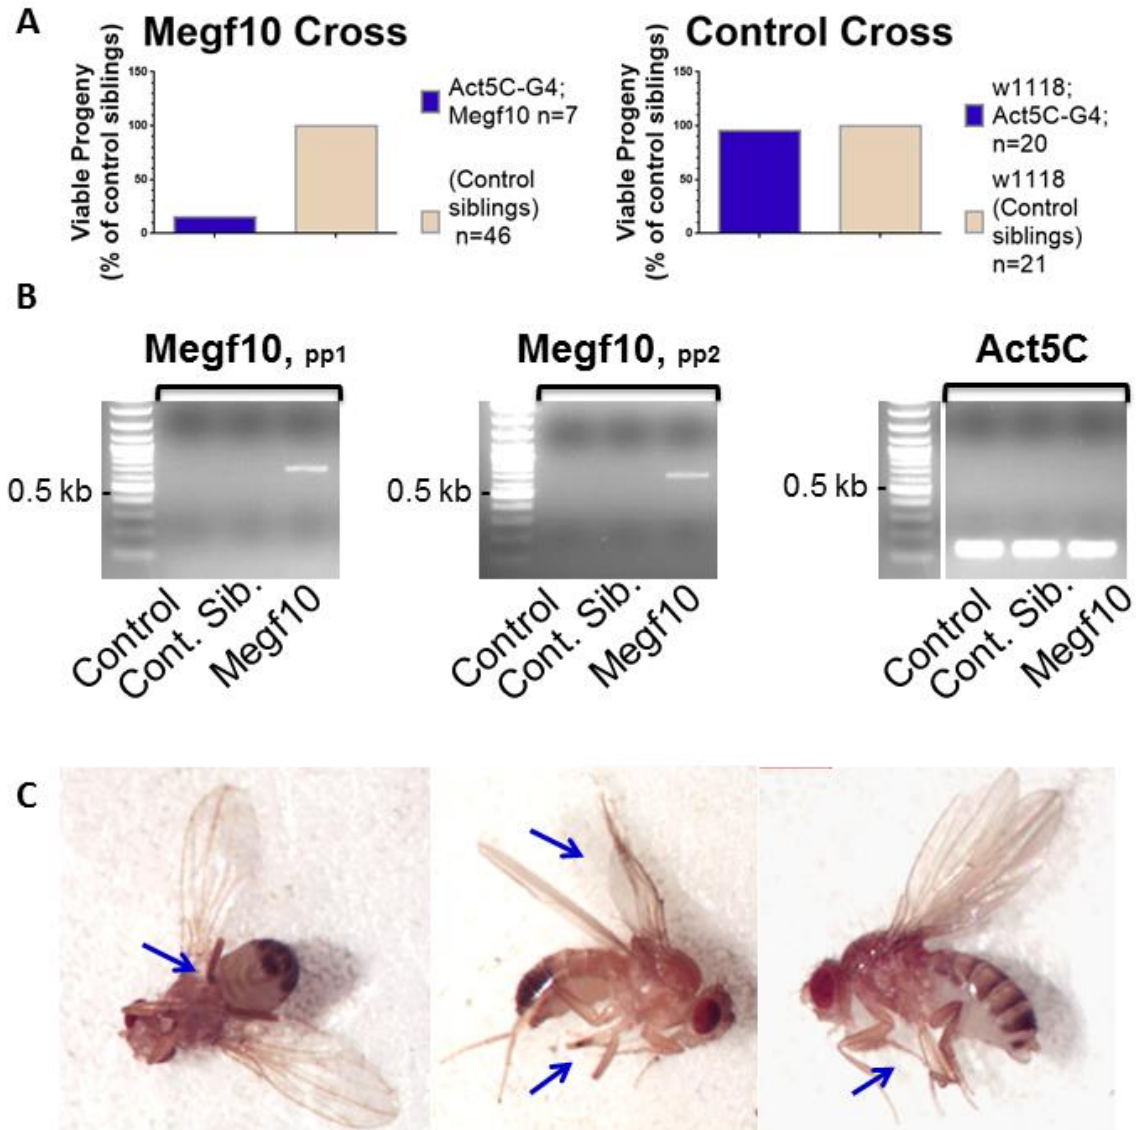 A
Megf10 Cross
Viable Progeny
(% of control siblings)
150
100
50
0
Act5C-G4;
Megf10 n=7
(Control
siblings)
n=46
Control Cross
Viable Progeny
(% of control siblings)
150
100
50
0
w1118;
Act5C-G4;
n=20
w1118
(Control
siblings)
n=21
B
Megf10, pp1
0.5 kb
Control
Cont. Sib.
Megf10
Megf10, pp2
0.5 kb
Control
Cont. Sib.
Megf10
Act5C
0.5 kb
Control
Cont. Sib.
Megf10
C